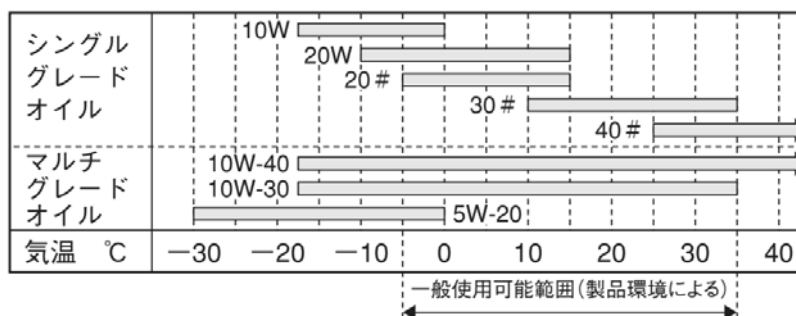 シングル
グレード
オイル
10W
20W
20#
30#
40#
マルチ
グレード
オイル
10W-40
10W-30
5W-20
気温 ℃ －30 －20 －10 0 10 20 30 40
一般使用可能範囲(製品環境による)